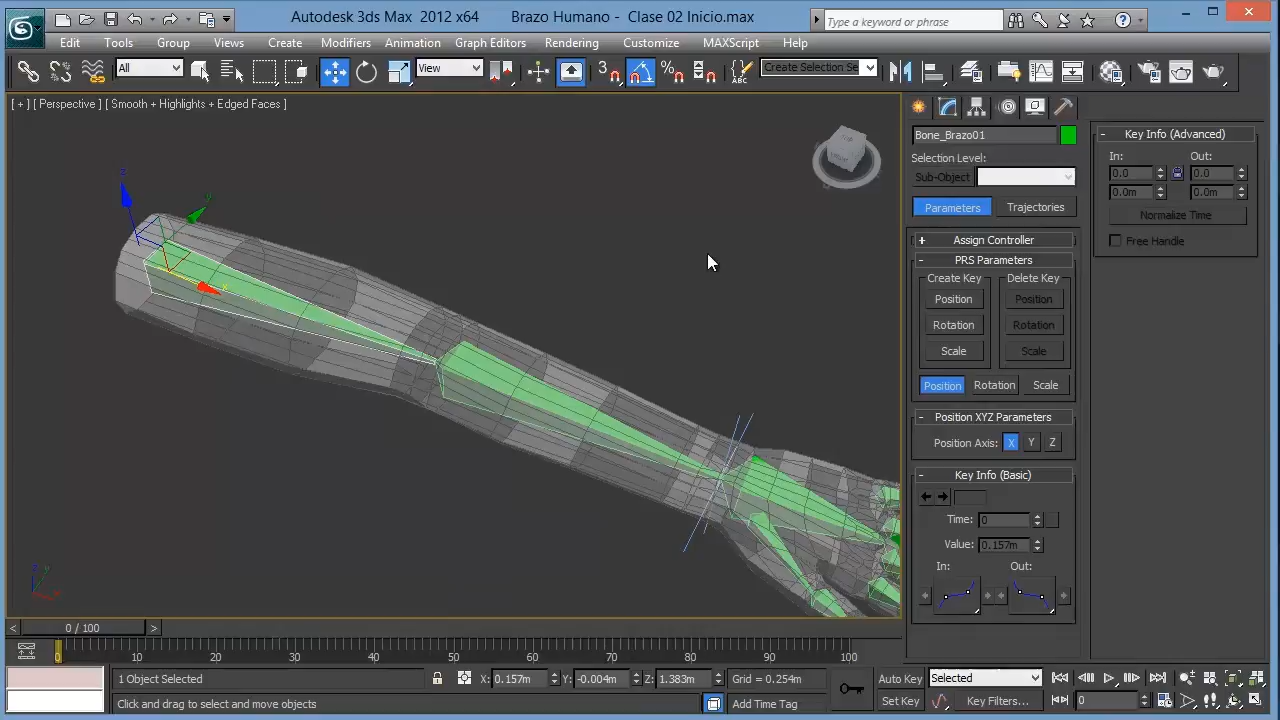 Autodesk 3ds Max 2012 x64 Brazo Humano - Clase 02 Inicio.max
Type a keyword or phrase
Edit Tools Group Views Create Modifiers Animation Graph Editors Rendering Customize MAXScript Help
All View 3 Create Selection Se
[ + ] [ Perspective ] [ Smooth + Highlights + Edged Faces ]
Bone_Brazo01
Selection Level:
Sub-Object
Parameters Trajectories
+ Assign Controller
- PRS Parameters
Create Key Delete Key
Position Position
Rotation Rotation
Scale Scale
Position Rotation Scale
- Position XYZ Parameters
Position Axis: X Y Z
- Key Info (Basic)
Time: 0
Value: 0.157m
In: Out:
- Key Info (Advanced)
In: Out:
0.0 0.0
0.0m 0.0m
Normalize Time
Free Handle
z
y
x
< 0 / 100 >
0 10 20 30 40 50 60 70 80 90 100
1 Object Selected X: 0.157m Y: -0.004m Z: 1.383m Grid = 0.254m Auto Key Selected
Click and drag to select and move objects Add Time Tag Set Key Key Filters... 0